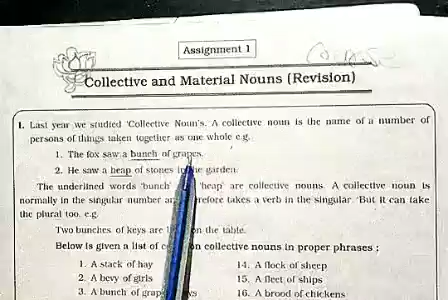 Assignment 1
Collective and Material Nouns (Revision)
I. Last year we studied 'Collective Noun's. A collective noun is the name of a number of
persons of things taken together as one whole e.g.
1. The fox saw a bunch of grapes.
2. He saw a heap of stones in the garden.
The underlined words 'bunch' 'heap' are collective nouns. A collective noun is
normally in the singular number refore takes a verb in the singular. 'But it can take
the plural too. e.g.
Two bunches of keys are on the table.
Below is given a list of on collective nouns in proper phrases ;
1. A stack of hay
2. A bevy of girls
3. A bunch of grap
14. A flock of sheep
15. A fleet of ships
16. A brood of chickens